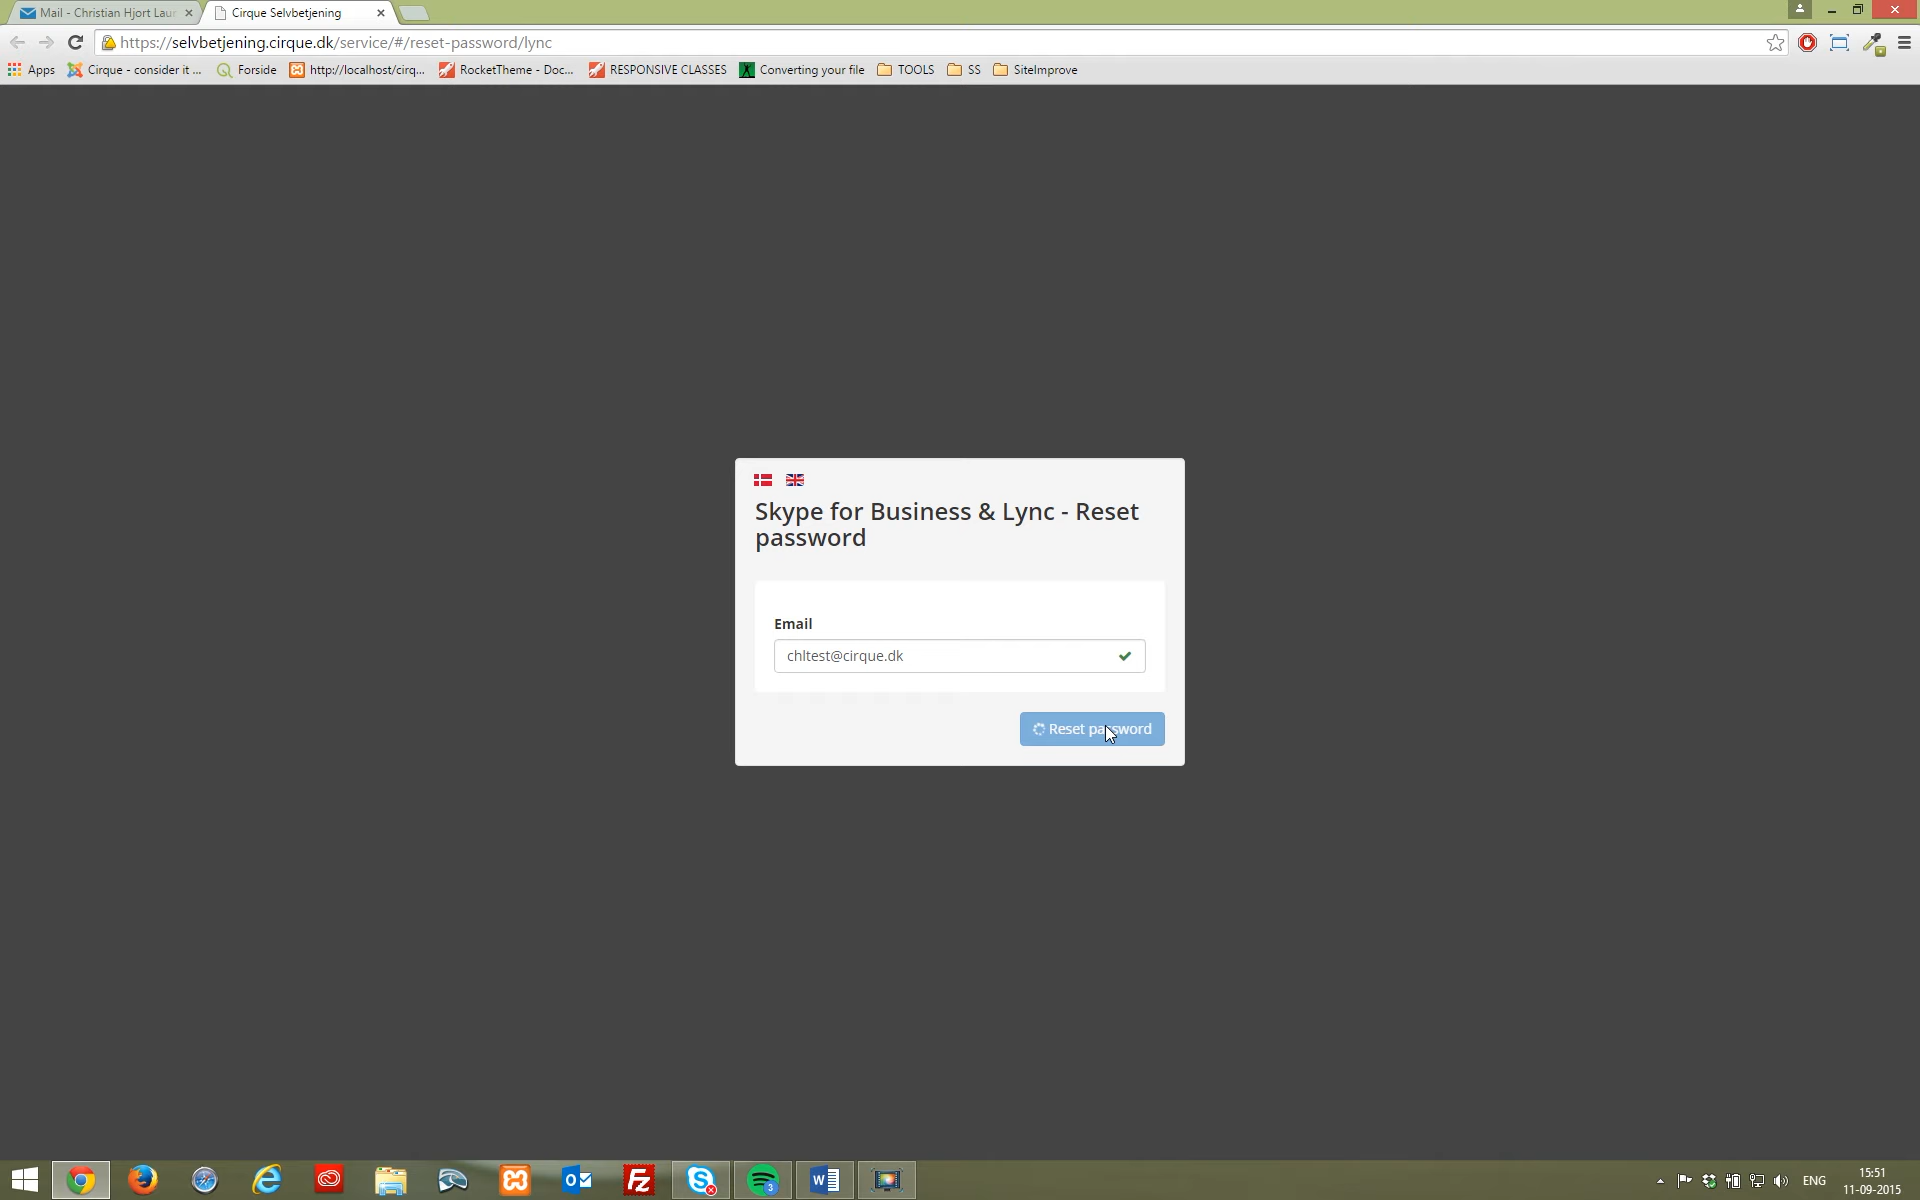 Mail - Christian Hjort Lau
Cirque Selvbetjening
https://selvbetjening.cirque.dk/service/#/reset-password/lync
Apps
Cirque - consider it ...
Forside
http://localhost/cirq...
RocketTheme - Doc...
RESPONSIVE CLASSES
Converting your file
TOOLS
SS
SiteImprove
Skype for Business & Lync - Reset
password
Email
chltest@cirque.dk
Reset password
ENG
15:51
11-09-2015